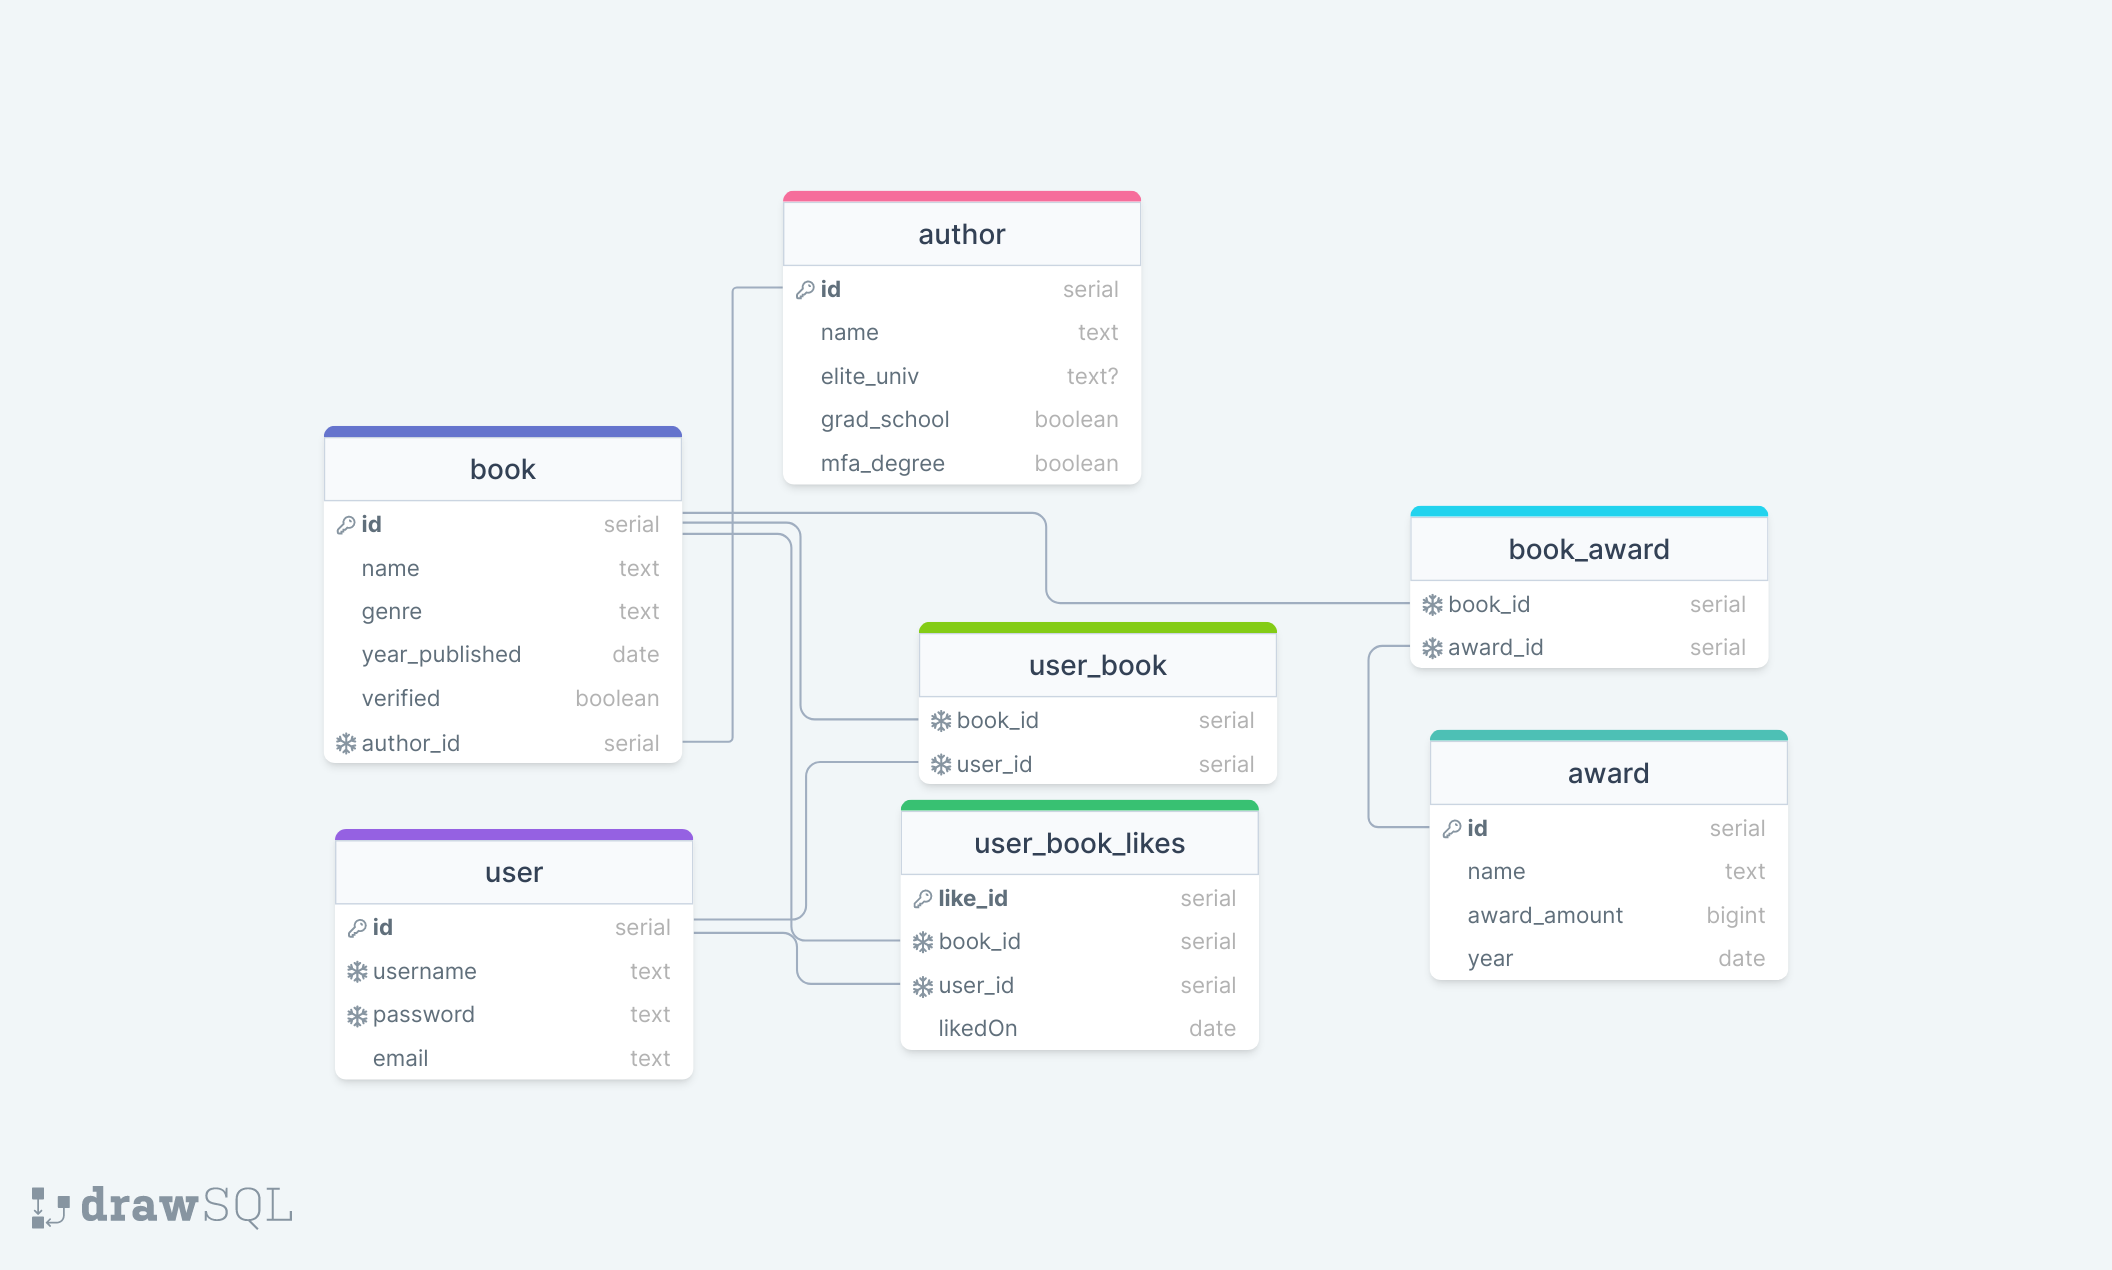 author
id serial
name text
elite_univ text?
grad_school boolean
mfa_degree boolean
book
id serial
name text
genre text
year_published date
verified boolean
author_id serial
book_award
book_id serial
award_id serial
user_book
book_id serial
user_id serial
award
id serial
name text
award_amount bigint
year date
user_book_likes
like_id serial
book_id serial
user_id serial
likedOn date
user
id serial
username text
password text
email text
drawSQL